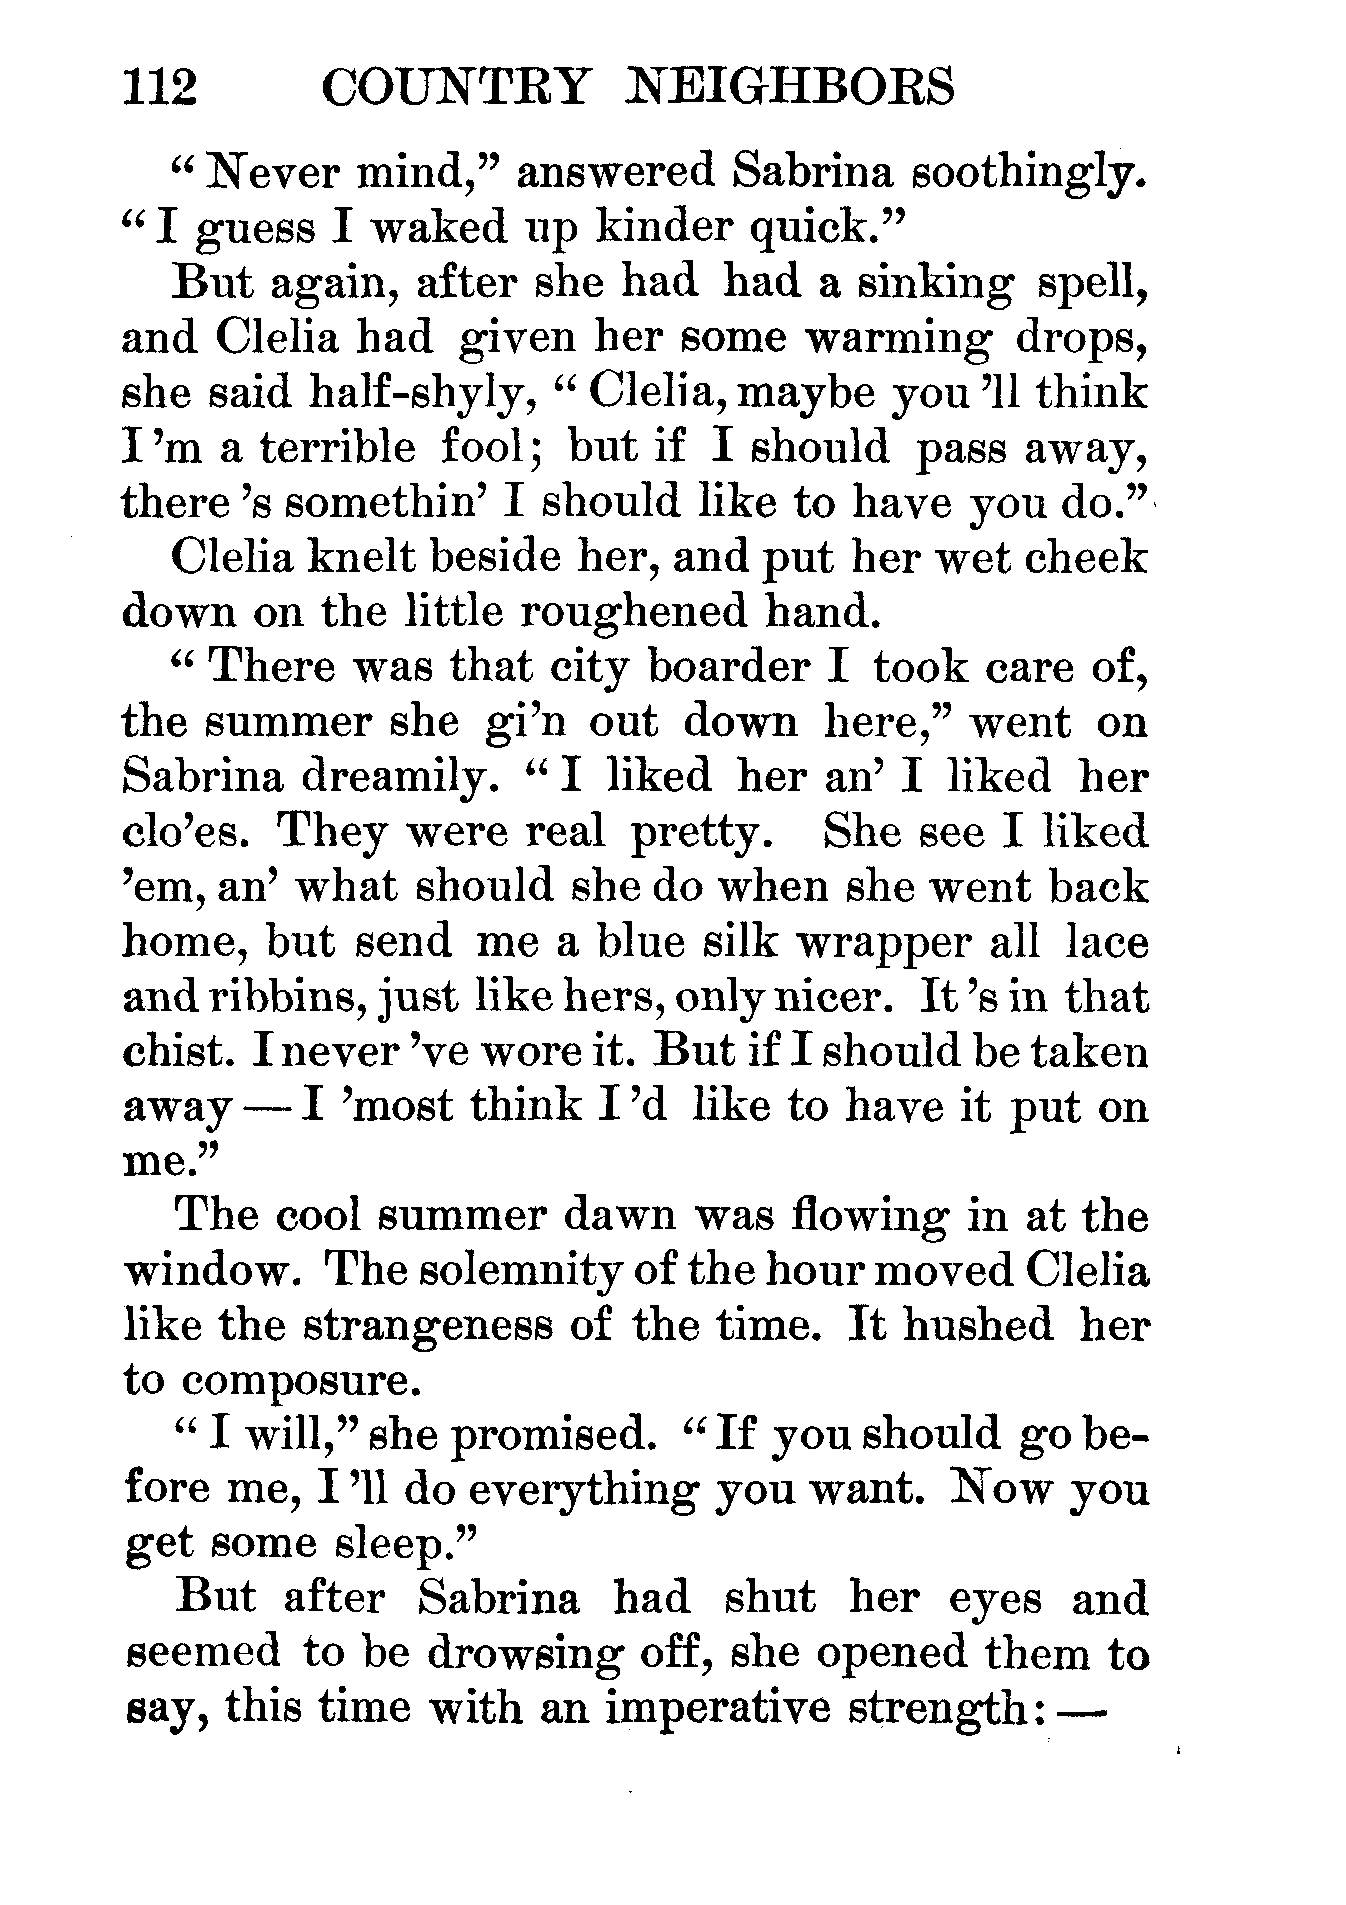 112 COUNTRY NEIGHBORS
“Never mind,” answered Sabrina soothingly.
“I guess I waked up kinder quick.”
But again, after she had had a sinking spell,
and Clelia had given her some warming drops,
she said half-shyly, “Clelia, maybe you ’ll think
I ’m a terrible fool; but if I should pass away,
there ’s somethin’ I should like to have you do.”
Clelia knelt beside her, and put her wet cheek
down on the little roughened hand.
“There was that city boarder I took care of,
the summer she gi’n out down here,” went on
Sabrina dreamily. “I liked her an’ I liked her
clo’es. They were real pretty. She see I liked
’em, an’ what should she do when she went back
home, but send me a blue silk wrapper all lace
and ribbins, just like hers, only nicer. It ’s in that
chist. I never ’ve wore it. But if I should be taken
away — I ’most think I ’d like to have it put on
me.”
The cool summer dawn was flowing in at the
window. The solemnity of the hour moved Clelia
like the strangeness of the time. It hushed her
to composure.
“I will,” she promised. “If you should go be-
fore me, I ’ll do everything you want. Now you
get some sleep.”
But after Sabrina had shut her eyes and
seemed to be drowsing off, she opened them to
say, this time with an imperative strength: —